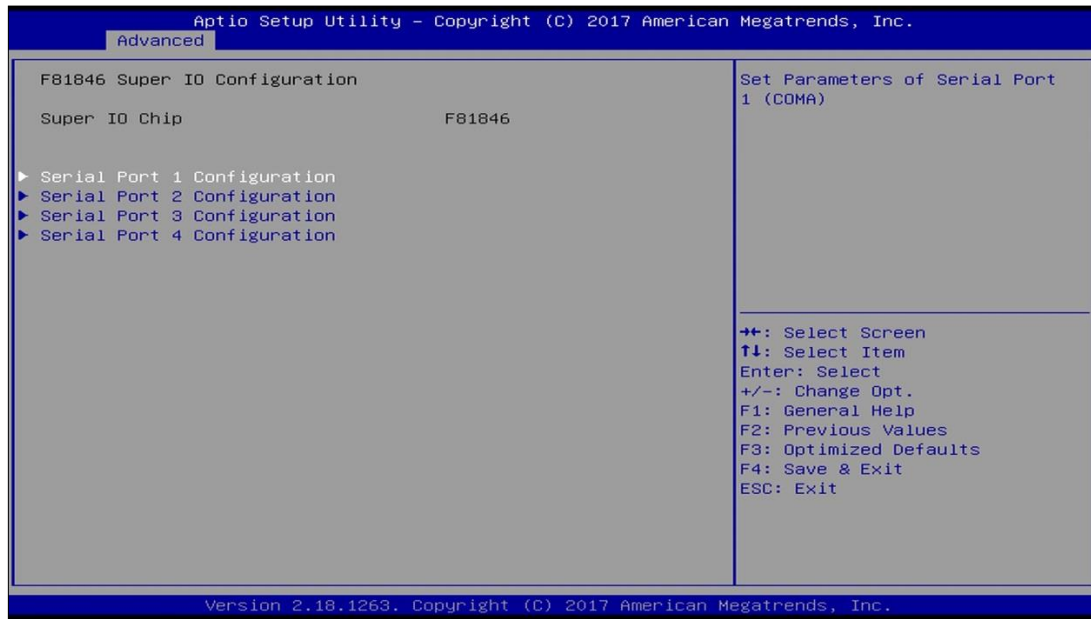 Aptio Setup Utility – Copyright (C) 2017 American Megatrends, Inc.
Advanced
F81846 Super IO Configuration
Super IO Chip F81846
▶ Serial Port 1 Configuration
▶ Serial Port 2 Configuration
▶ Serial Port 3 Configuration
▶ Serial Port 4 Configuration
Set Parameters of Serial Port
1 (COMA)
→←: Select Screen
↑↓: Select Item
Enter: Select
+/-: Change Opt.
F1: General Help
F2: Previous Values
F3: Optimized Defaults
F4: Save & Exit
ESC: Exit
Version 2.18.1263. Copyright (C) 2017 American Megatrends, Inc.